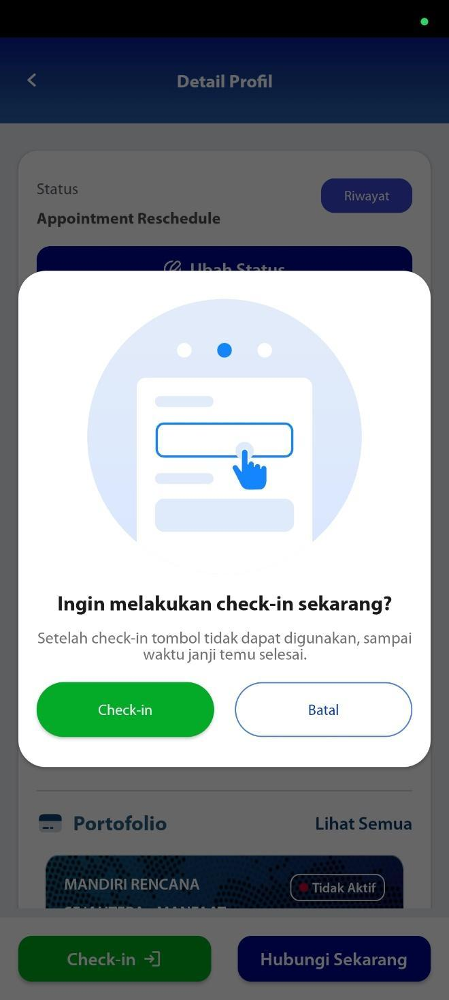 Detail Profil
Status
Riwayat
Appointment Reschedule
Ubah Status
Ingin melakukan check-in sekarang?
Setelah check-in tombol tidak dapat digunakan, sampai
waktu janji temu selesai.
Check-in
Batal
Portofolio
Lihat Semua
MANDIRI RENCANA
Tidak Aktif
Check-in
Hubungi Sekarang